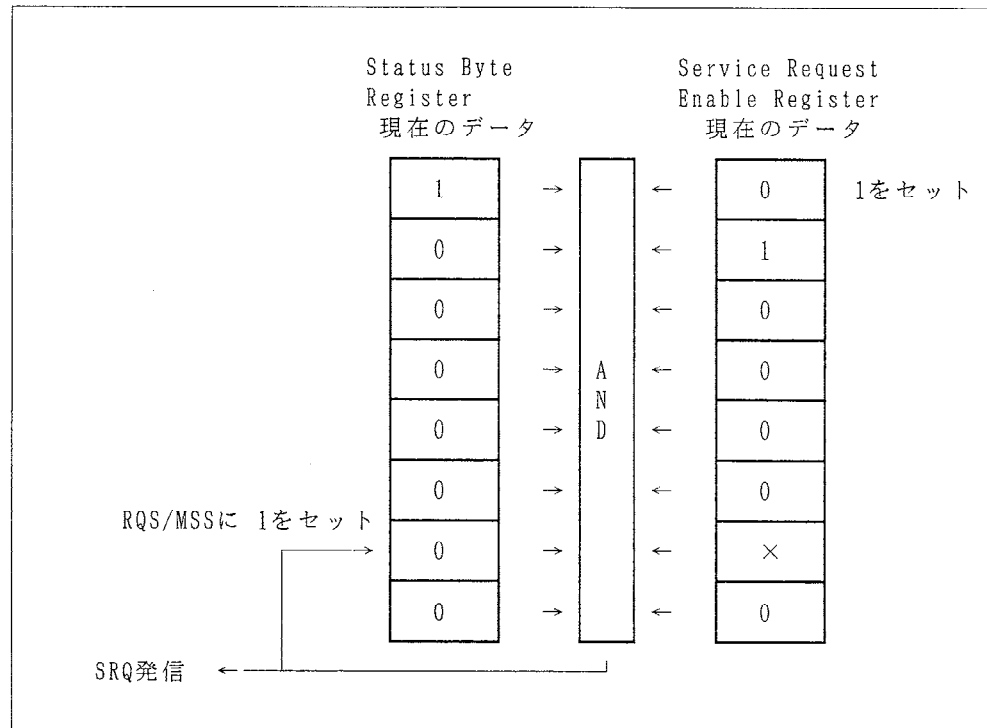 Status Byte
Register
現在のデータ
Service Request
Enable Register
現在のデータ
1 → ← 0 1をセット
0 → ← 1
0 → ← 0
0 → ← 0
0 → ← 0
0 → ← 0
AND
RQS/MSSに 1をセット
→ 0 → ← ×
0 → ← 0
SRQ発信 ←